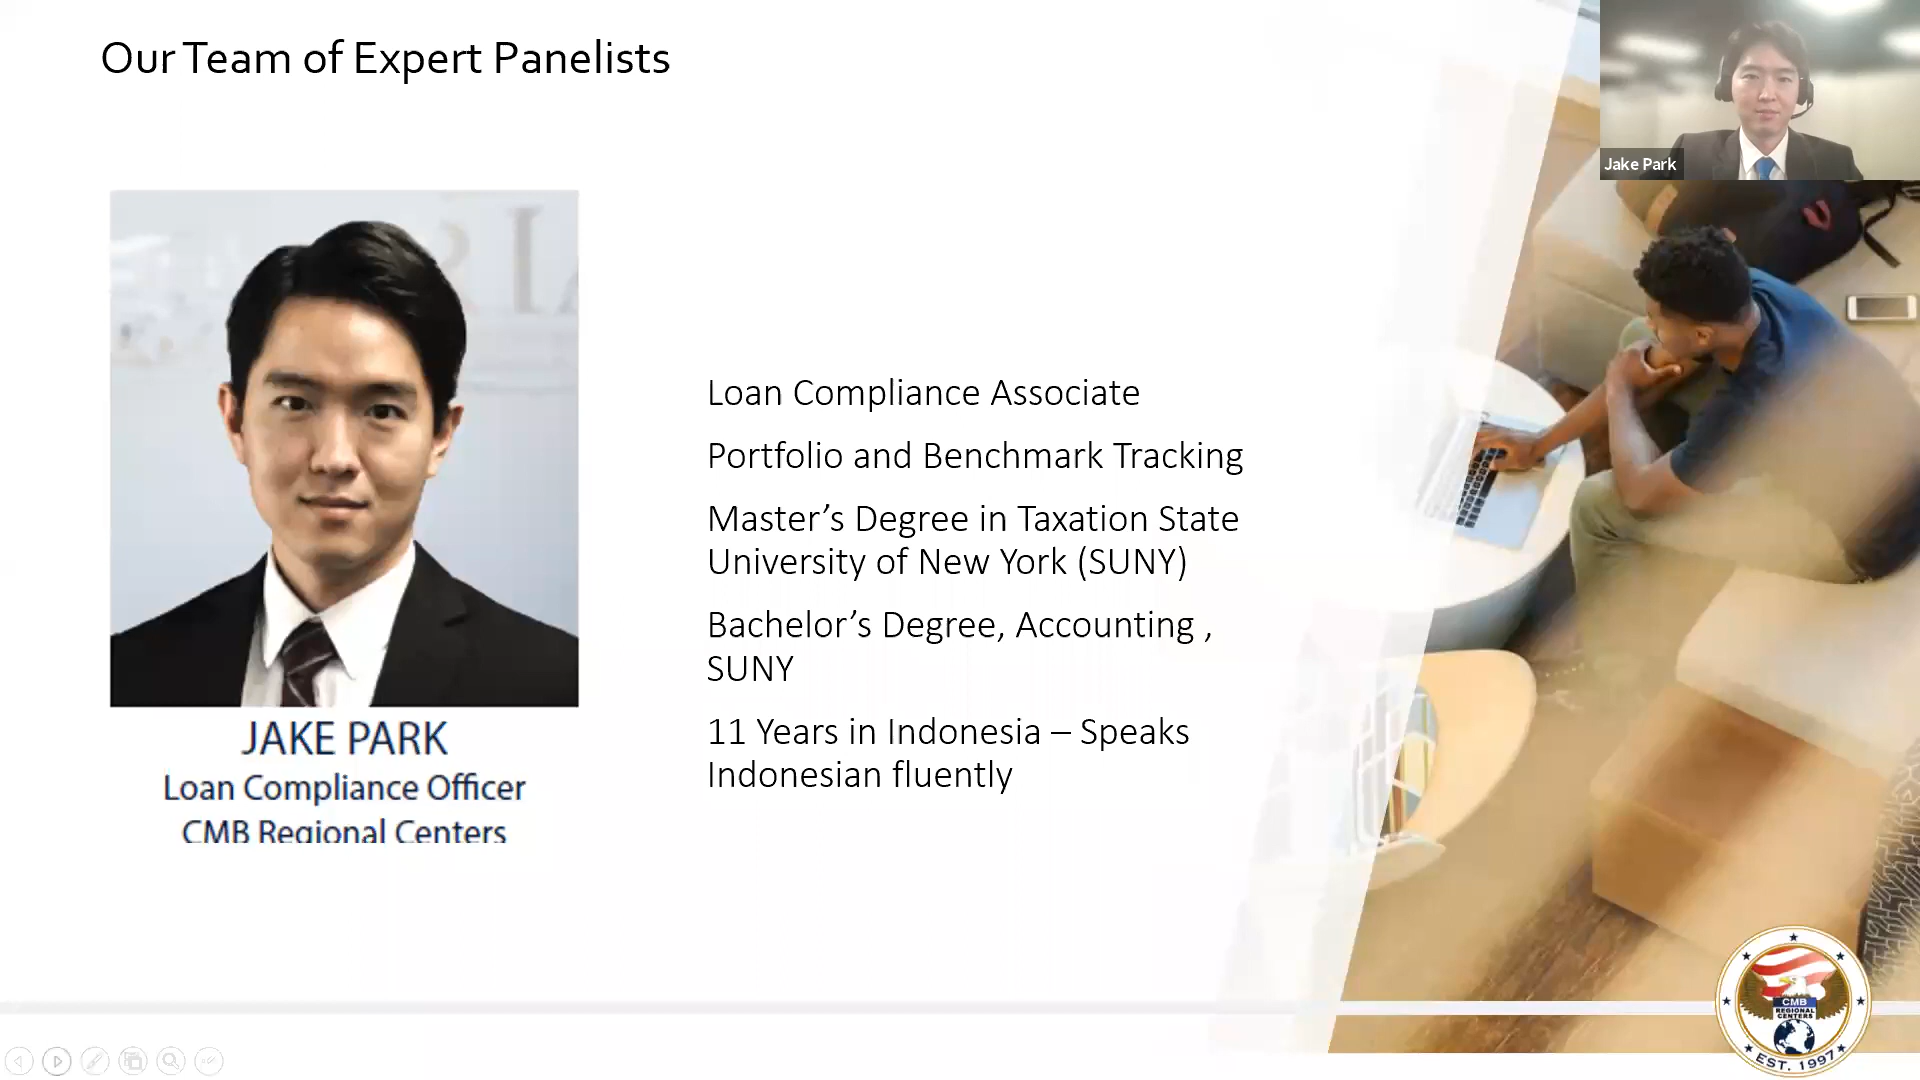 Our Team of Expert Panelists
Jake Park
Loan Compliance Associate
Portfolio and Benchmark Tracking
Master’s Degree in Taxation State
University of New York (SUNY)
Bachelor’s Degree, Accounting ,
SUNY
11 Years in Indonesia – Speaks
Indonesian fluently
JAKE PARK
Loan Compliance Officer
CMB Regional Centers
CMB
REGIONAL
CENTERS
EST. 1997